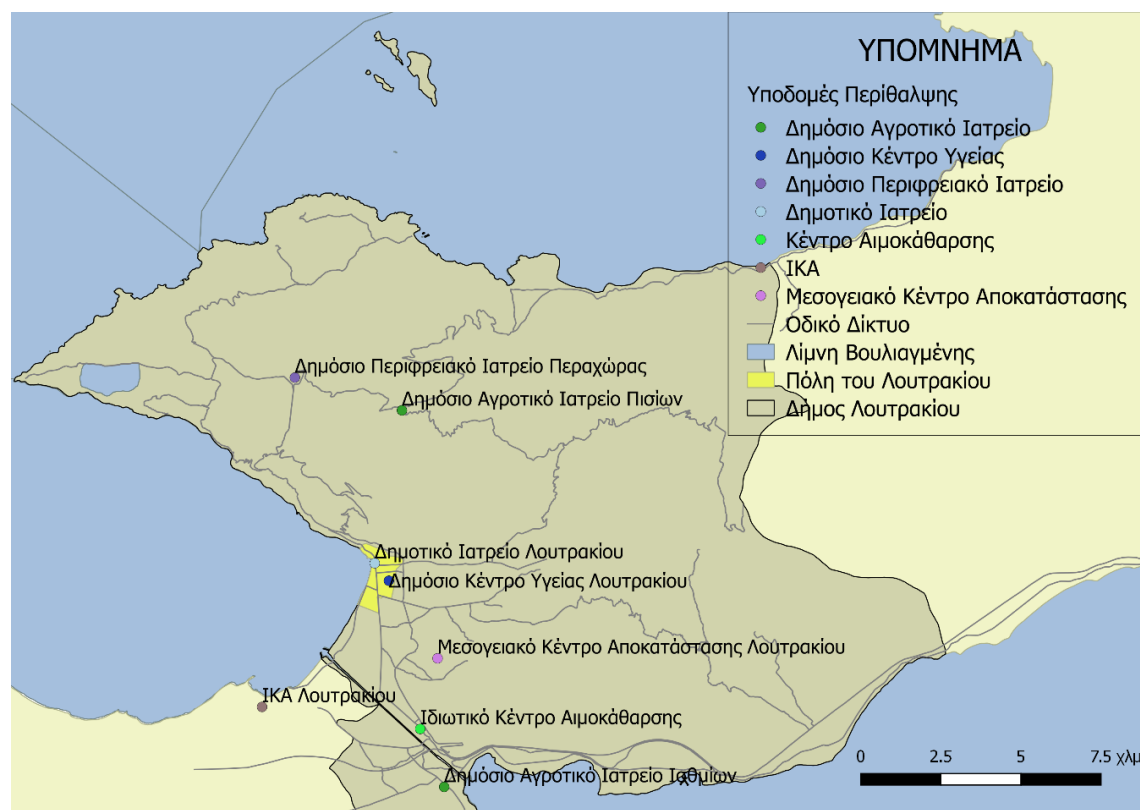 ΥΠΟΜΝΗΜΑ
Υποδομές Περίθαλψης
Δημόσιο Αγροτικό Ιατρείο
Δημόσιο Κέντρο Υγείας
Δημόσιο Περιφρειακό Ιατρείο
Δημοτικό Ιατρείο
Κέντρο Αιμοκάθαρσης
ΙΚΑ
Μεσογειακό Κέντρο Αποκατάστασης
Οδικό Δίκτυο
Λίμνη Βουλιαγμένης
Πόλη του Λουτρακίου
Δήμος Λουτρακίου
Δημόσιο Περιφρειακό Ιατρείο Περαχώρας
Δημόσιο Αγροτικό Ιατρείο Πισίων
Δημοτικό Ιατρείο Λουτρακίου
Δημόσιο Κέντρο Υγείας Λουτρακίου
Μεσογειακό Κέντρο Αποκατάστασης Λουτρακίου
ΙΚΑ Λουτρακίου
Ιδιωτικό Κέντρο Αιμοκάθαρσης
Δημόσιο Αγροτικό Ιατρείο Ισθμίων
0 2.5 5 7.5 χλμ